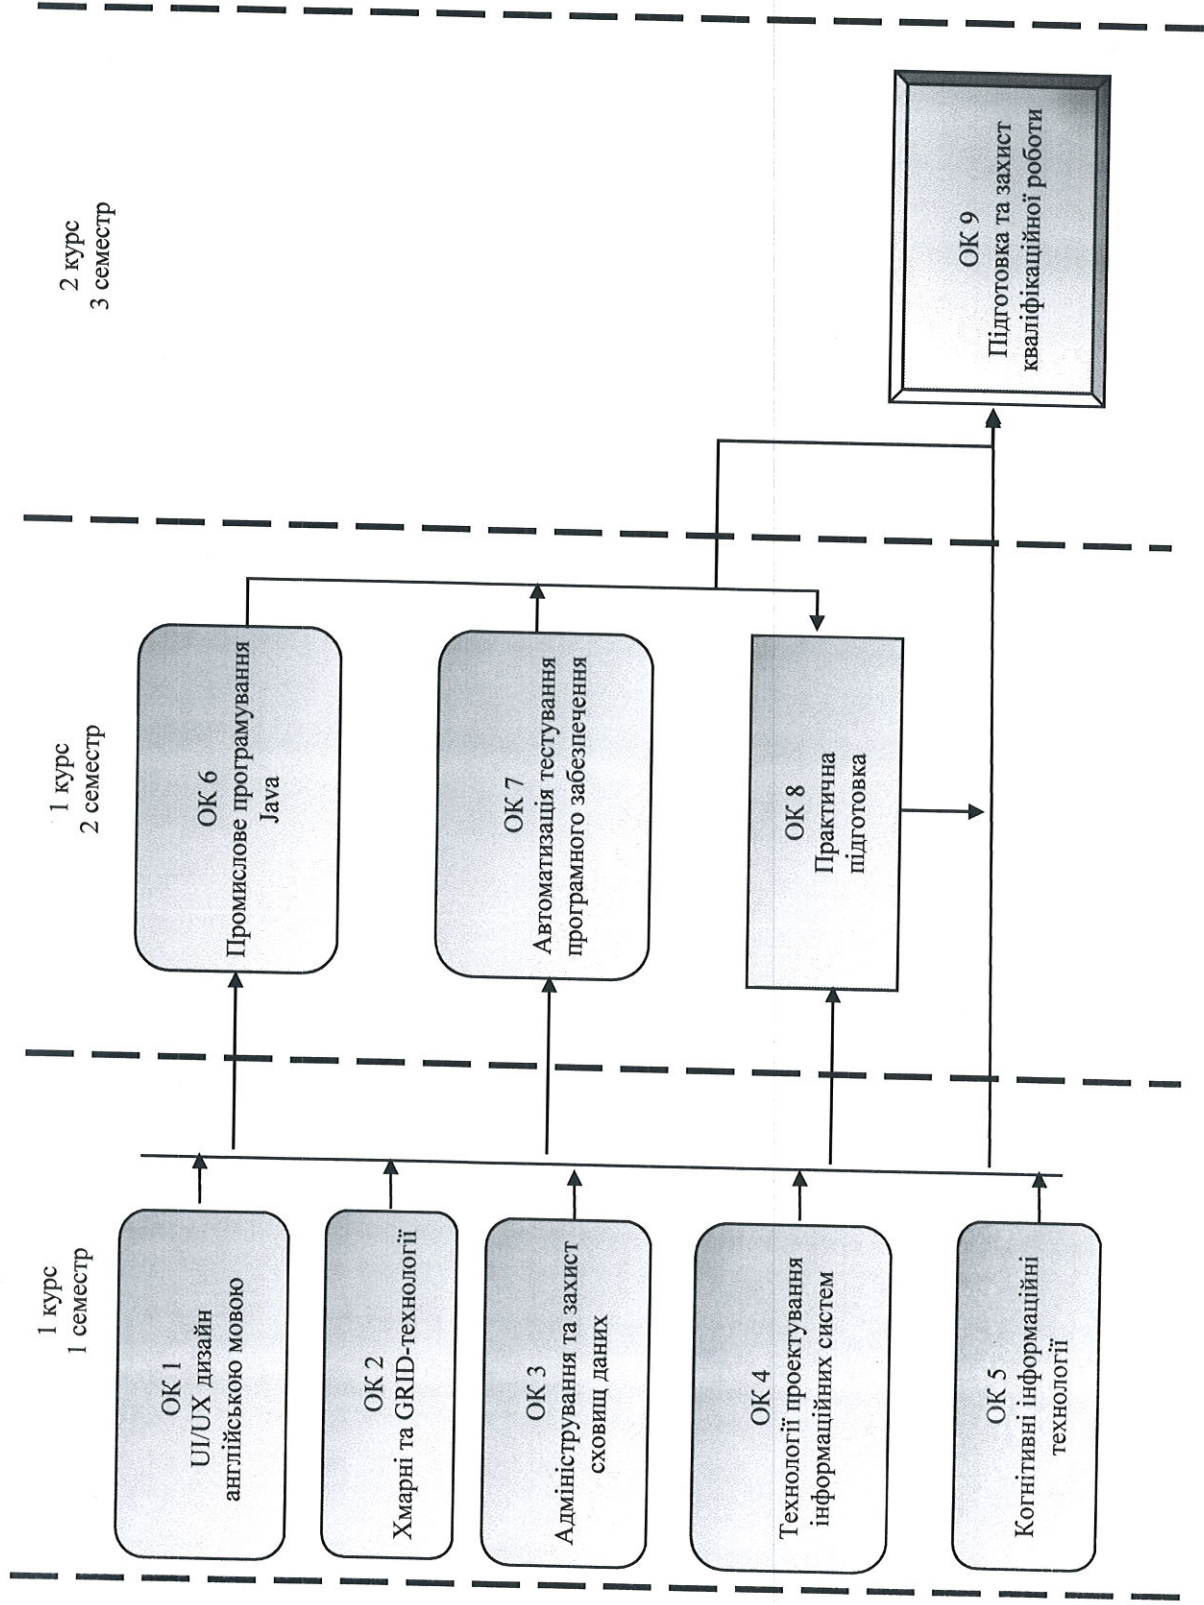 1 курс
1 семестр
ОК 1
UI/UX дизайн
англійською мовою
ОК 2
Хмарні та GRID-технології
ОК 3
Адміністрування та захист
сховищ даних
ОК 4
Технології проектування
інформаційних систем
ОК 5
Когнітивні інформаційні
технології
1 курс
2 семестр
ОК 6
Промислове програмування
Java
ОК 7
Автоматизація тестування
програмного забезпечення
ОК 8
Практична
підготовка
2 курс
3 семестр
ОК 9
Підготовка та захист
кваліфікаційної роботи